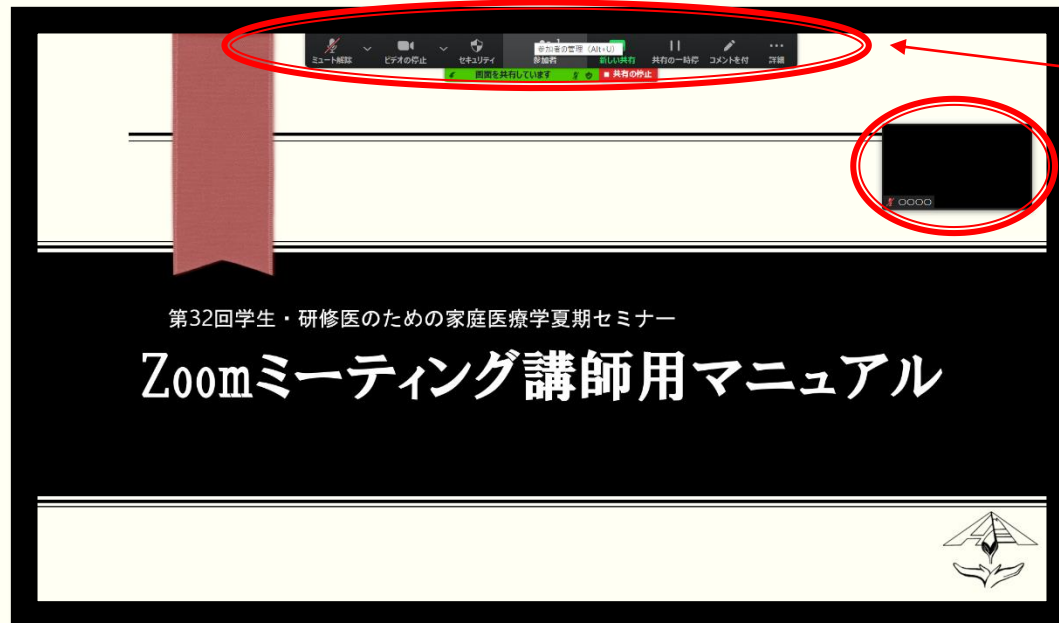 参加者の管理 (Alt+U)
ミュート解除 ビデオの停止 セキュリティ 参加者 新しい共有 共有の一時停 コメントを付 詳細
画面を共有しています 共有の停止
○○○○
第32回学生・研修医のための家庭医療学夏期セミナー
Zoomミーティング講師用マニュアル